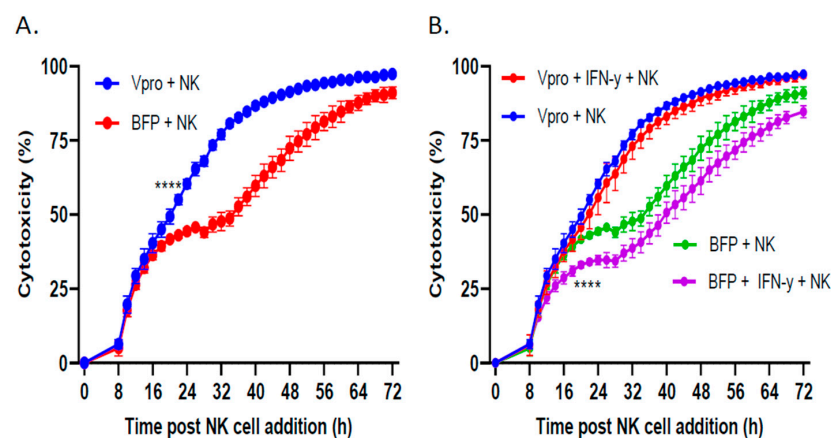 A.
Cytotoxicity (%)
100
75
50
25
0
Vpro + NK
BFP + NK
****
0 8 16 24 32 40 48 56 64 72
Time post NK cell addition (h)
B.
Cytotoxicity (%)
100
75
50
25
0
Vpro + IFN-y + NK
Vpro + NK
BFP + NK
BFP + IFN-y + NK
****
0 8 16 24 32 40 48 56 64 72
Time post NK cell addition (h)